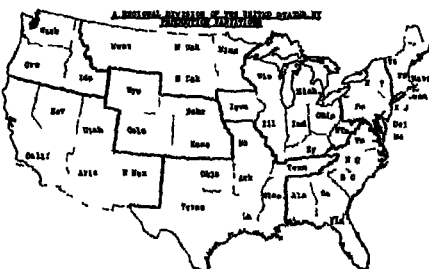 A REGIONAL DIVISION OF THE UNITED STATES BY
Wash
Mont
N Dak
Minn
Ore
Ida
Wis
Mich
Wyo
S Dak
Iowa
Nev
Utah
Colo
Nebr
Kans
Ill
Ind
Ohio
Pa
N J
Del
Calif
Mo
Ky
Va
Ariz
N Mex
Okla
Ark
Tenn
N C
S C
Texas
La
Miss
Ala
Ga
Fla